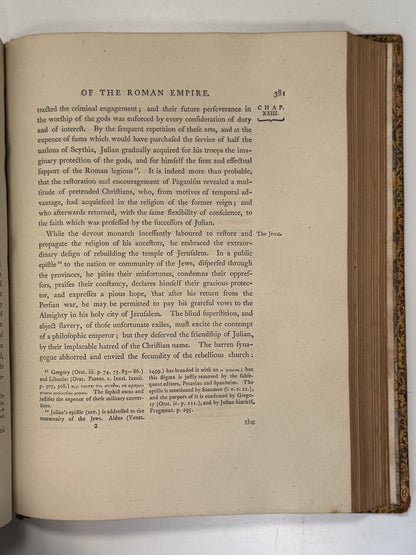 OF THE ROMAN EMPIRE. 381
tracted the criminal engagement; and their future perseverance in
CHAP.
XXIII.
the worship of the gods was enforced by every consideration of duty
and of interest. By the frequent repetition of these arts, and at the
expence of sums which would have purchased the service of half the
nations of Scythia, Julian gradually acquired for his troops the ima-
ginary protection of the gods, and for himself the firm and effectual
support of the Roman legions. It is indeed more than probable,
that the restoration and encouragement of Paganism revealed a mul-
titude of pretended Christians, who, from motives of temporal ad-
vantage, had acquiesced in the religion of the former reign; and
who afterwards returned, with the same flexibility of conscience, to
the faith which was professed by the successors of Julian.
While the devout monarch incessantly laboured to restore and
The Jews.
propagate the religion of his ancestors, he embraced the extraor-
dinary design of rebuilding the temple of Jerusalem. In a public
epistle to the nation or community of the Jews, dispersed through
the provinces, he pities their misfortunes, condemns their oppres-
sors, praises their constancy, declares himself their gracious protec-
tor, and expresses a pious hope, that after his return from the
Persian war, he may be permitted to pay his grateful vows to the
Almighty in his holy city of Jerusalem. The blind superstition, and
abject slavery, of those unfortunate exiles, must excite the contempt
of a philosophic emperor; but they deserved the friendship of Julian,
by their implacable hatred of the Christian name. The barren syna-
gogue abhorred and envied the fecundity of the rebellious church:
Gregory (Orat. iii. p. 74, 75. 83—86.)
and Libanius (Orat. Parent. c. lxxxi. lxxxii.
p. 307, 308.)
The sophist owns and
justifies the expence of these military conver-
sions.
Julian's epistle (xxv.) is addressed to the
community of the Jews. Aldus (Venet.
1499.) has branded it with an
but
this stigma is justly removed by the subse-
quent editors, Petavius and Spanheim. The
epistle is mentioned by Sozomen (l. v. c. 22.),
and the purport of it is confirmed by Grego-
ry (Orat. iv. p. 111.), and by Julian himself,
Fragment. p. 295.
2
the